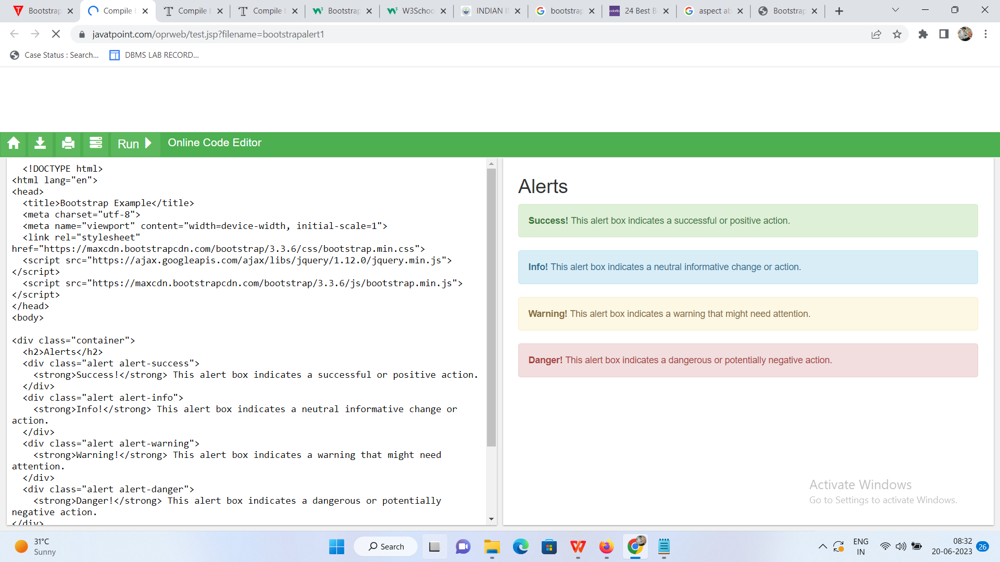 Bootstrap
Compile
Compile
Compile
Bootstrap
W3Schoo
INDIAN
bootstrap
24 Best B
aspect
Bootstrap
javatpoint.com/oprweb/test.jsp?filename=bootstrapalert1
Case Status : Search...
DBMS LAB RECORD...
Run
Online Code Editor
<!DOCTYPE html>
<html lang="en">
<head>
<title>Bootstrap Example</title>
<meta charset="utf-8">
<meta name="viewport" content="width=device-width, initial-scale=1">
<link rel="stylesheet"
href="https://maxcdn.bootstrapcdn.com/bootstrap/3.3.6/css/bootstrap.min.css">
<script src="https://ajax.googleapis.com/ajax/libs/jquery/1.12.0/jquery.min.js">
</script>
<script src="https://maxcdn.bootstrapcdn.com/bootstrap/3.3.6/js/bootstrap.min.js">
</script>
</head>
<body>
<div class="container">
<h2>Alerts</h2>
<div class="alert alert-success">
<strong>Success!</strong> This alert box indicates a successful or positive action.
</div>
<div class="alert alert-info">
<strong>Info!</strong> This alert box indicates a neutral informative change or
action.
</div>
<div class="alert alert-warning">
<strong>Warning!</strong> This alert box indicates a warning that might need
attention.
</div>
<div class="alert alert-danger">
<strong>Danger!</strong> This alert box indicates a dangerous or potentially
negative action.
</div>
Alerts
Success! This alert box indicates a successful or positive action.
Info! This alert box indicates a neutral informative change or action.
Warning! This alert box indicates a warning that might need attention.
Danger! This alert box indicates a dangerous or potentially negative action.
Activate Windows
Go to Settings to activate Windows.
31°C
Sunny
Search
ENG
IN
08:32
20-06-2023
26